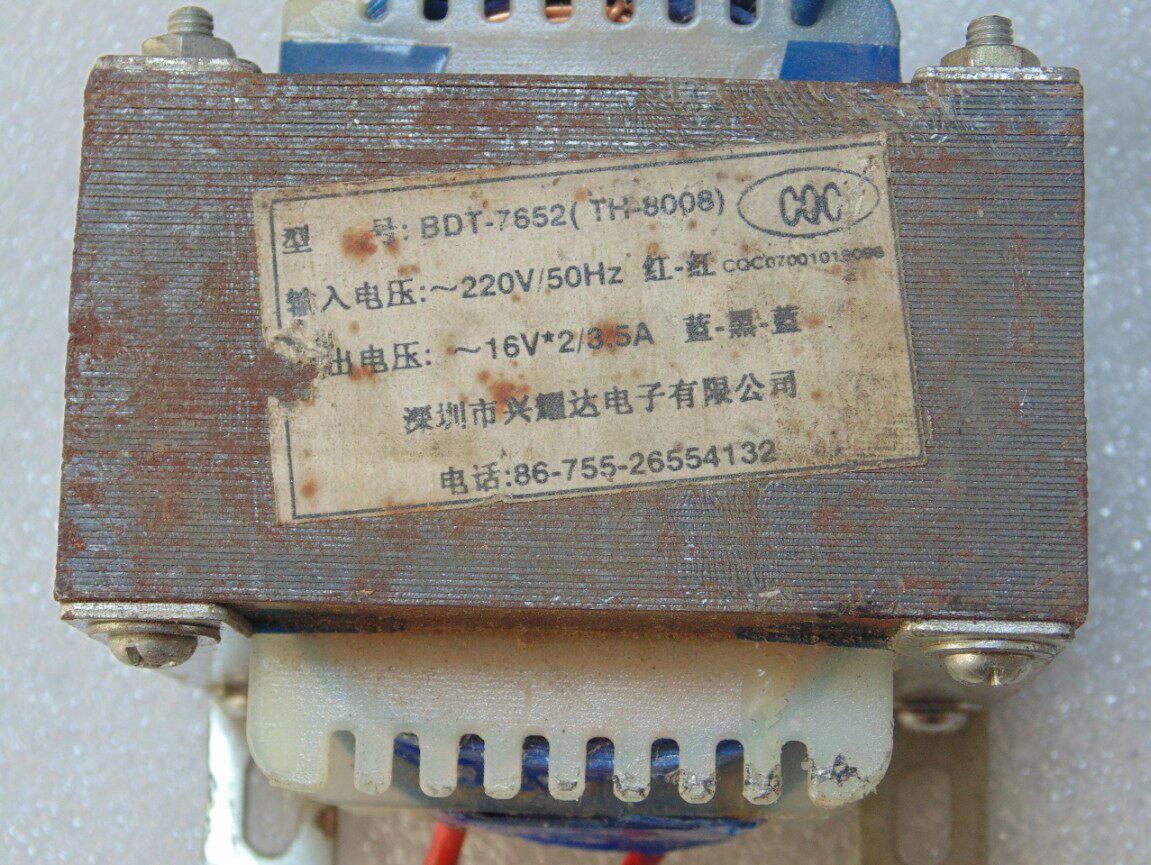 型 号: BDT-7652( TH-8008) CQC
输入电压:~220V/50Hz 红-红
出电压: ~16V*2/3.5A 蓝-黑-蓝
深圳市兴耀达电子有限公司
电话:86-755-26554132